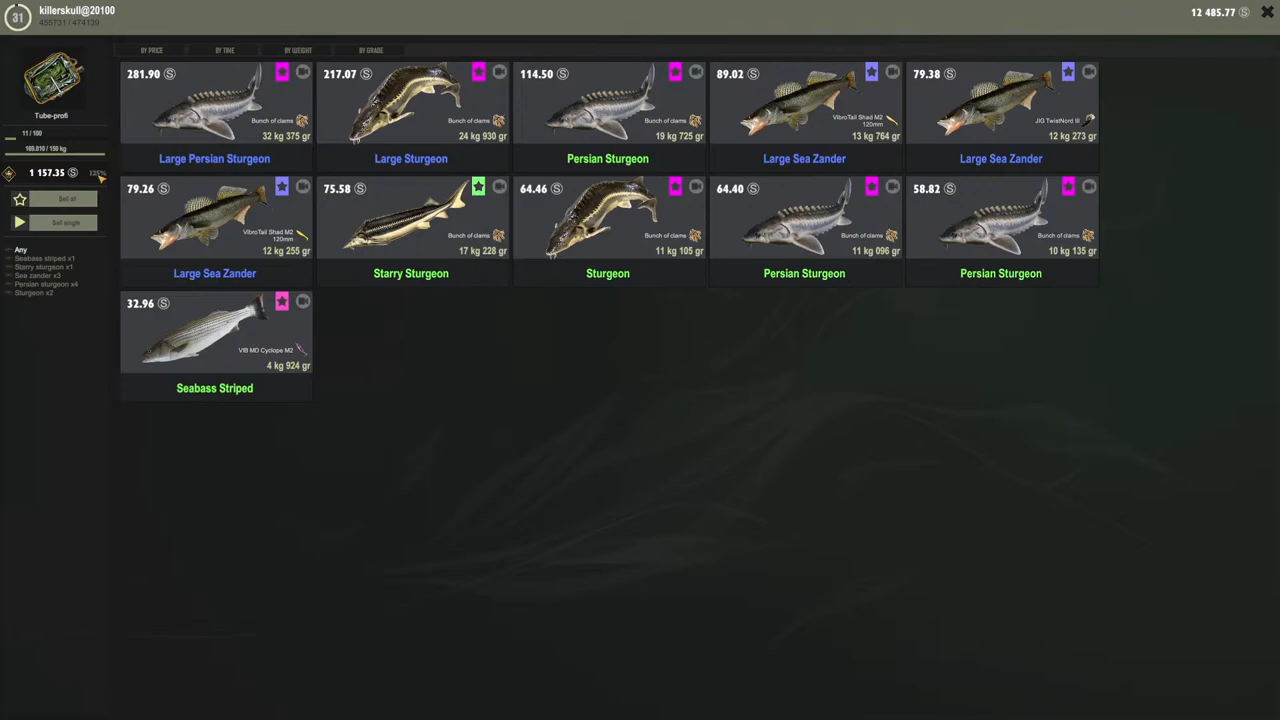 31
killerskull@20100
455731 / 474139
12 485.77
BY PRICE
BY TIME
BY WEIGHT
BY GRADE
Tube-profi
11 / 100
/ 150 kg
1 157.35
125%
Sell all
Sell single
Any
Seabass striped x1
Starry sturgeon x1
Sea zander x3
Persian sturgeon x4
Sturgeon x2
281.90
Bunch of clams
32 kg 375 gr
Large Persian Sturgeon
217.07
Bunch of clams
24 kg 930 gr
Large Sturgeon
114.50
Bunch of clams
19 kg 725 gr
Persian Sturgeon
89.02
VibroTail Shad M2
120mm
13 kg 764 gr
Large Sea Zander
79.38
JIG TwistNord III
12 kg 273 gr
Large Sea Zander
79.26
VibroTail Shad M2
120mm
12 kg 255 gr
Large Sea Zander
75.58
Bunch of clams
17 kg 228 gr
Starry Sturgeon
64.46
Bunch of clams
11 kg 105 gr
Sturgeon
64.40
Bunch of clams
11 kg 096 gr
Persian Sturgeon
58.82
Bunch of clams
10 kg 135 gr
Persian Sturgeon
32.96
VIB MD Cyclope M2
4 kg 924 gr
Seabass Striped